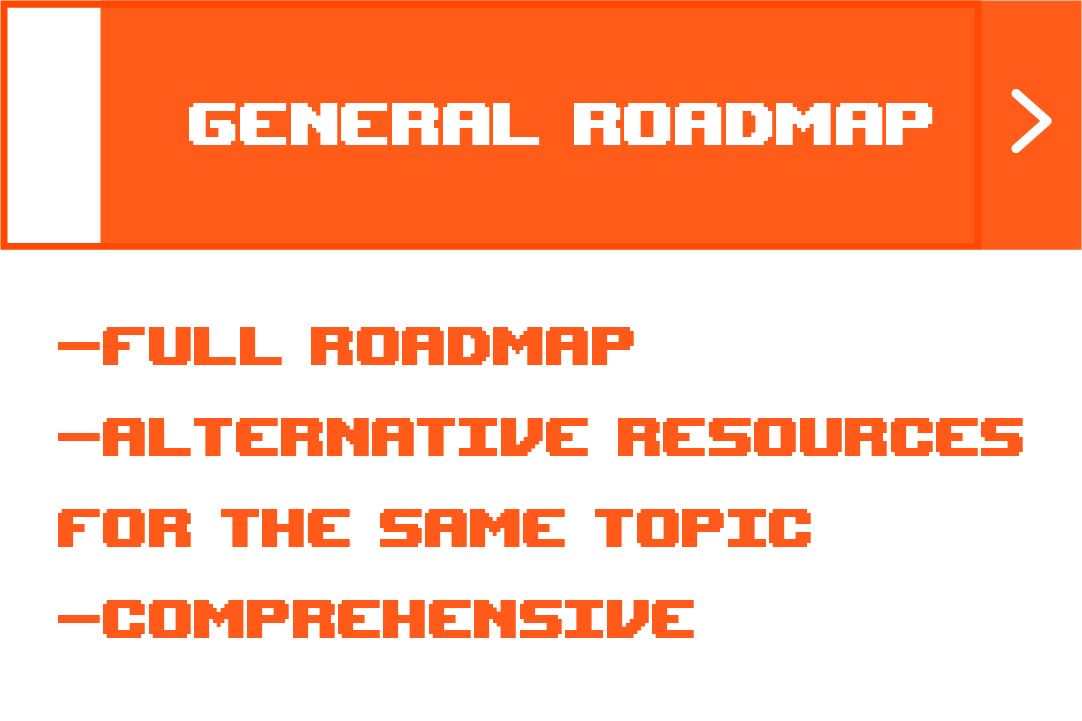 GENERAL ROADMAP
-FULL ROADMAP
-ALTERNATIVE RESOURCES
FOR THE SAME TOPIC
-COMPREHENSIVE